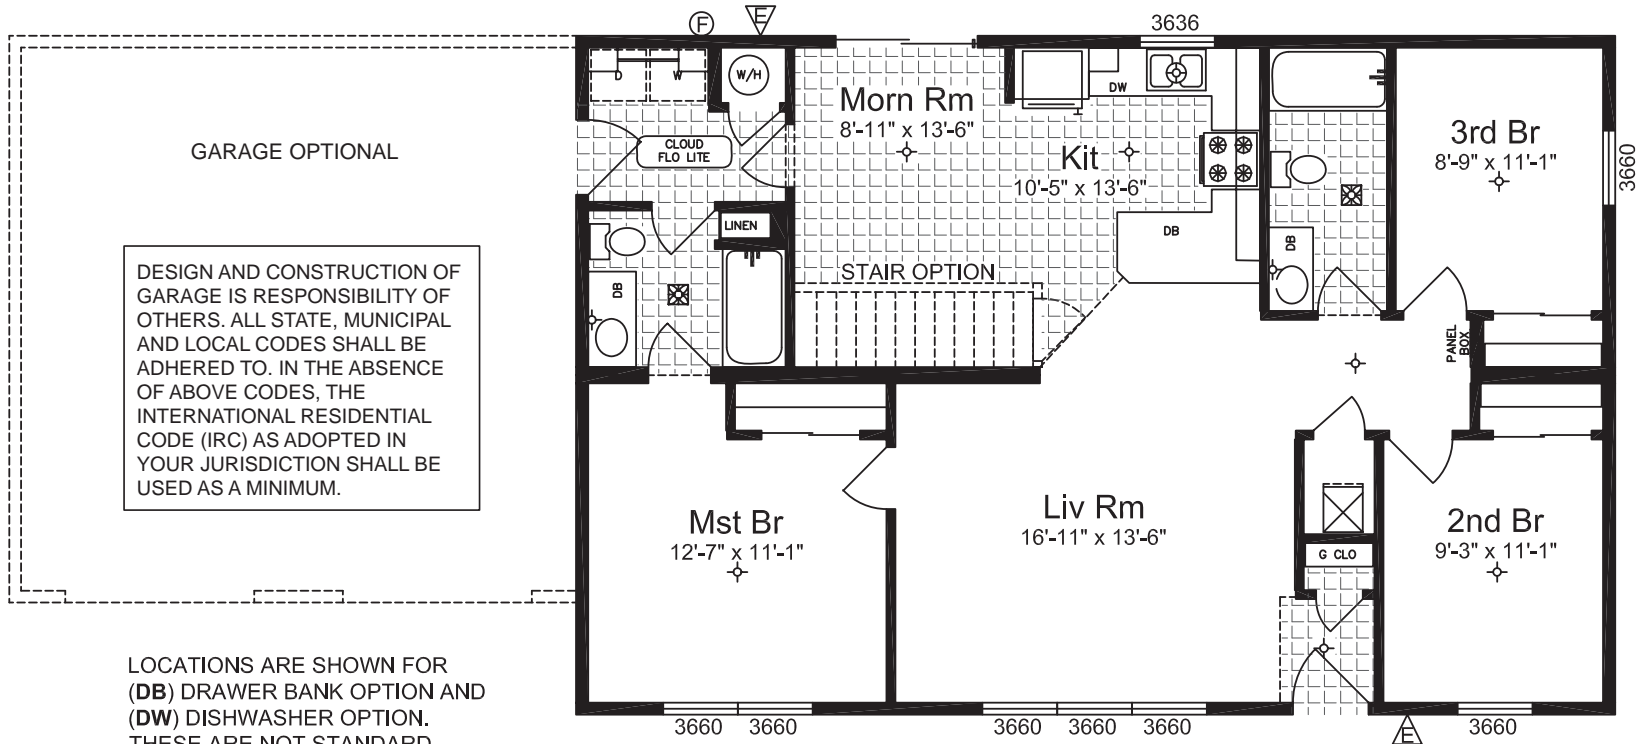 F
E
3636
D
W
W/H
Morn Rm
8'-11" x 13'-6"
DW
3rd Br
8'-9" x 11'-1"
3660
GARAGE OPTIONAL
CLOUD
FLO LITE
Kit
10'-5" x 13'-6"
LINEN
DB
DB
DB
STAIR OPTION
DESIGN AND CONSTRUCTION OF
GARAGE IS RESPONSIBILITY OF
OTHERS. ALL STATE, MUNICIPAL
AND LOCAL CODES SHALL BE
ADHERED TO. IN THE ABSENCE
OF ABOVE CODES, THE
INTERNATIONAL RESIDENTIAL
CODE (IRC) AS ADOPTED IN
YOUR JURISDICTION SHALL BE
USED AS A MINIMUM.
PANEL
BOX
Mst Br
12'-7" x 11'-1"
Liv Rm
16'-11" x 13'-6"
2nd Br
9'-3" x 11'-1"
G CLO
LOCATIONS ARE SHOWN FOR
(DB) DRAWER BANK OPTION AND
(DW) DISHWASHER OPTION.
THESE ARE NOT STANDARD
3660 3660
3660 3660 3660
E
3660